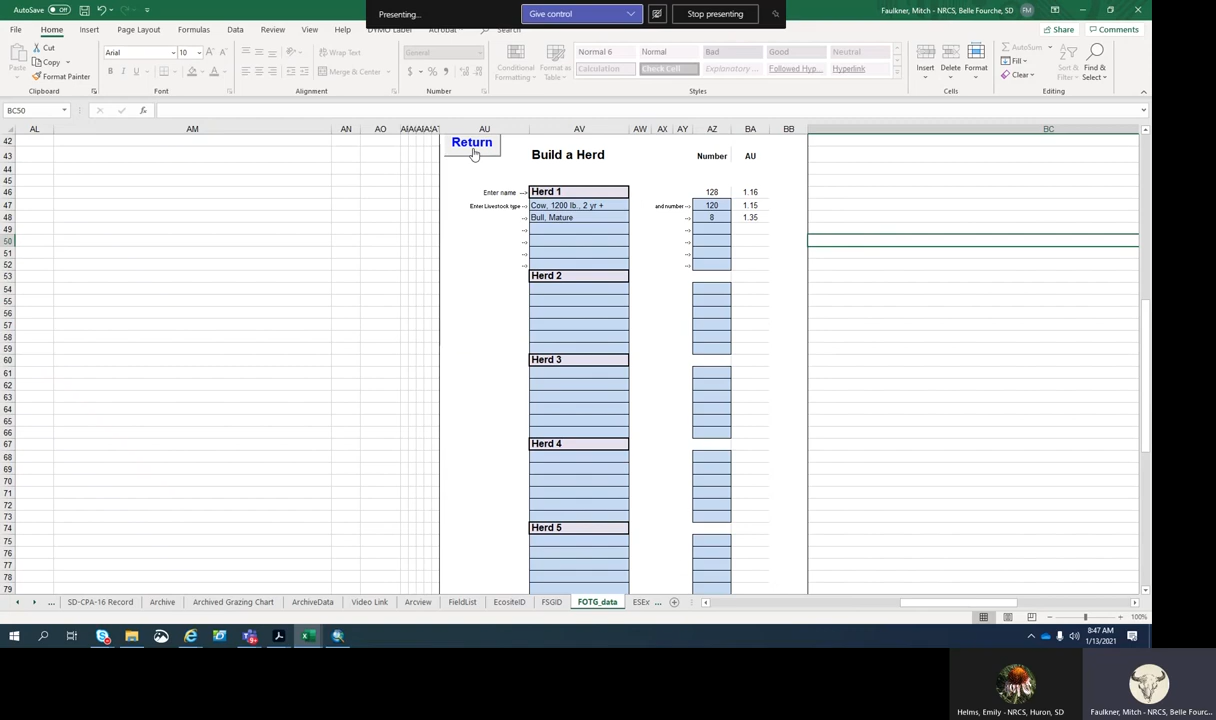 Presenting...
Give control
Stop presenting
AutoSave Off
Faulkner, Mitch - NRCS, Belle Fourche, SD FM
File Home Insert Page Layout Formulas Data Review View Help DYMO Label Acrobat Search
Share Comments
Cut
Copy
Format Painter
Paste
Arial 10
B I U
Wrap Text
Merge & Center
General
$ % ,
Conditional Formatting
Format as Table
Normal 6 Normal Bad Good Neutral
Calculation Check Cell Explanatory ... Followed Hyp... Hyperlink
Insert Delete Format
AutoSum
Fill
Clear
Sort & Filter
Find & Select
Clipboard Font Alignment Number Styles Cells Editing
BC50
fx
AL AM AN AO AU AV AW AX AY AZ BA BB BC
42 Return
43 Build a Herd Number AU
44
45
46 Enter name --> Herd 1 128 1.16
47 Enter Livestock type --> Cow, 1200 lb., 2 yr + and number --> 120 1.15
48 --> Bull, Mature --> 8 1.35
49 --> -->
50 --> -->
51 --> -->
52 --> -->
53 Herd 2
54
55
56
57
58
59
60 Herd 3
61
62
63
64
65
66
67 Herd 4
68
69
70
71
72
73
74 Herd 5
75
76
77
78
79
... SD-CPA-16 Record Archive Archived Grazing Chart ArchiveData Video Link Arcview FieldList EcositeID FSGID FOTG_data ESEx ...
100%
8:47 AM
1/13/2021
Helms, Emily - NRCS, Huron, SD
Faulkner, Mitch - NRCS, Belle Fourc...